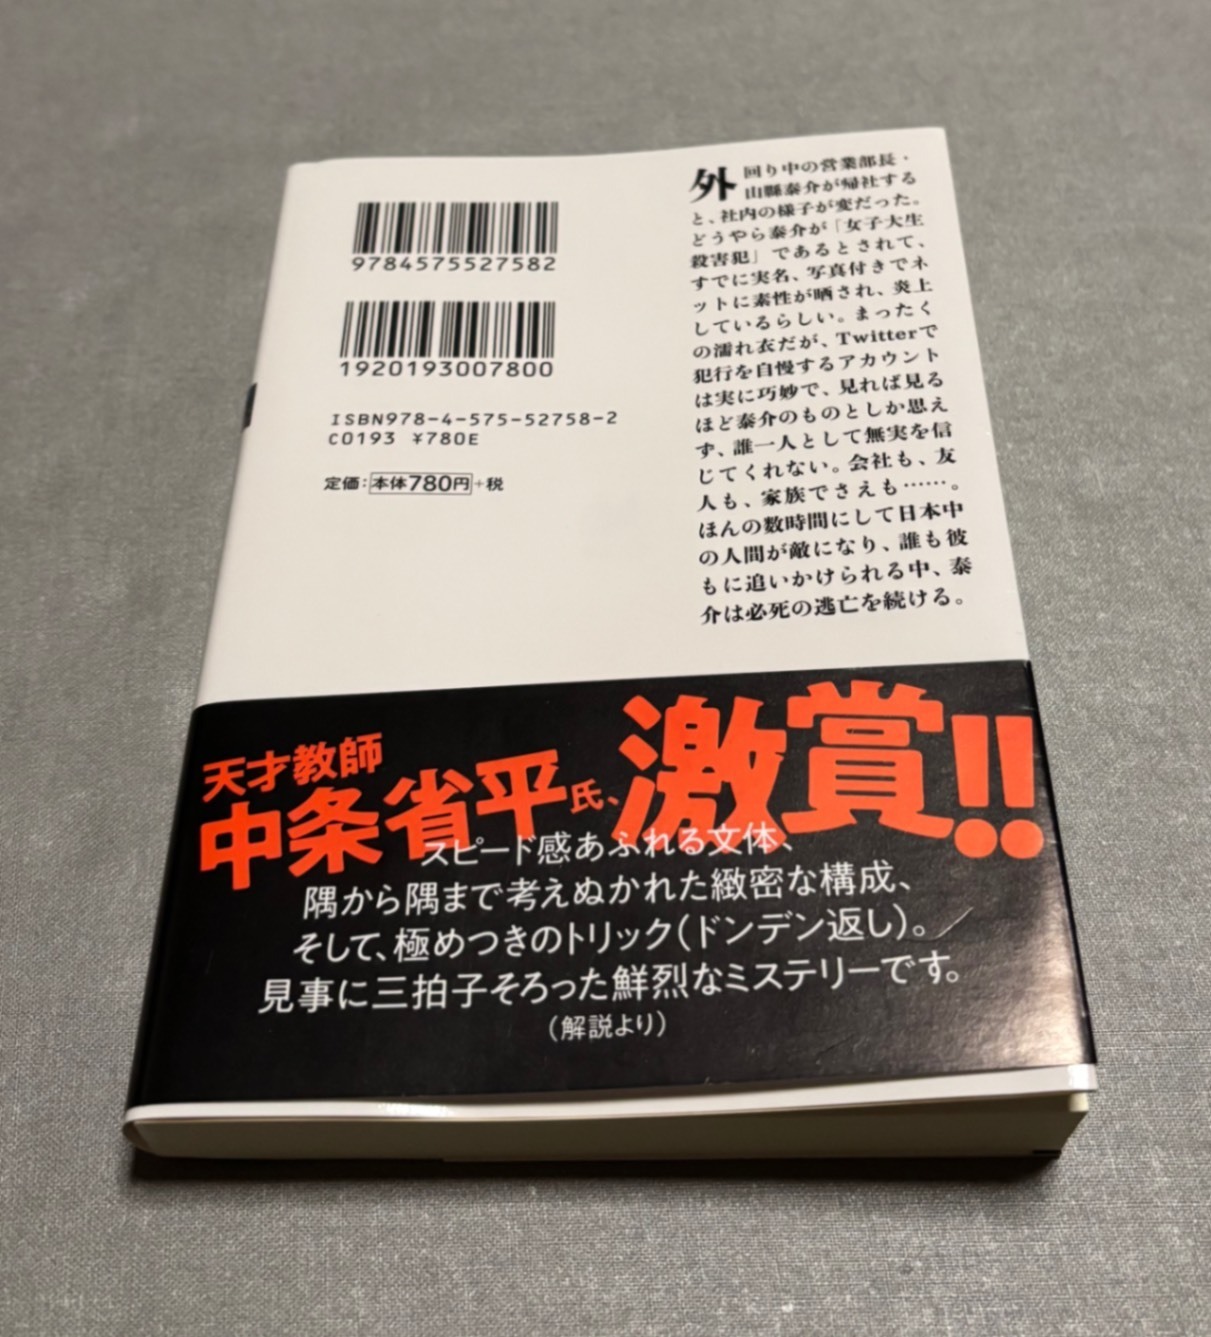 9784575527582
1920193007800
ISBN978-4-575-52758-2
C0193 ¥780E
定価：本体780円+税
外回り中の営業部長・
山縣泰介が帰社する
と、社内の様子が変だった。
どうやら泰介が「女子大生
殺害犯」であるとされて、
すでに実名、写真付きでネ
ットに素性が晒され、炎上
しているらしい。まったく
の濡れ衣だが、Twitterで
犯行を自慢するアカウント
は実に巧妙で、見れば見る
ほど泰介のものとしか思え
ず、誰一人として無実を信
じてくれない。会社も、友
人も、家族でさえも……。
ほんの数時間にして日本中
の人間が敵になり、誰も彼
もに追いかけられる中、泰
介は必死の逃亡を続ける。
天才教師
中条省平氏、激賞!!
スピード感あふれる文体、
隅から隅まで考えぬかれた緻密な構成、
そして、極めつきのトリック(ドンデン返し)。／
見事に三拍子そろった鮮烈なミステリーです。
(解説より)